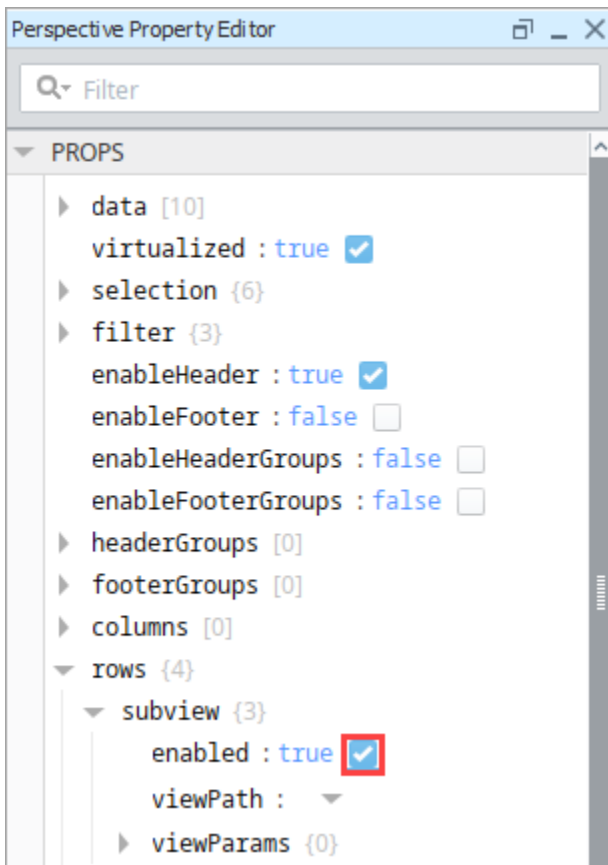 Perspective Property Editor
Filter
PROPS
data [10]
virtualized : true
selection {6}
filter {3}
enableHeader : true
enableFooter : false
enableHeaderGroups : false
enableFooterGroups : false
headerGroups [0]
footerGroups [0]
columns [0]
rows {4}
subview {3}
enabled : true
viewPath :
viewParams {0}